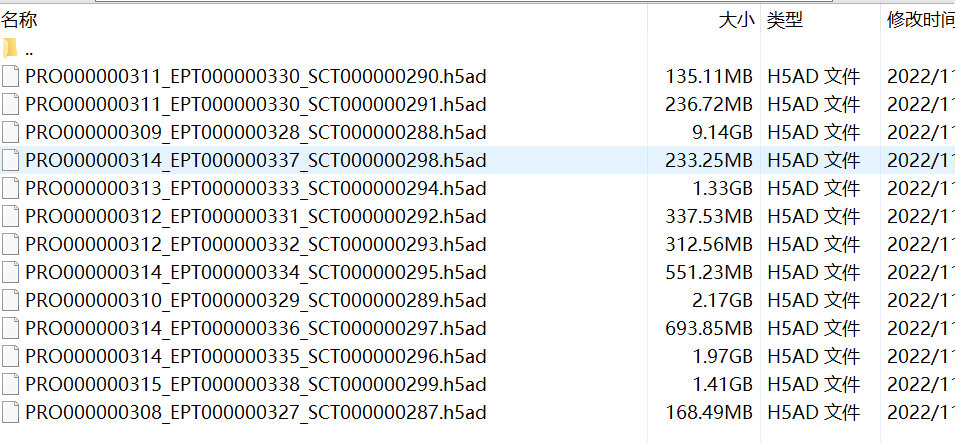 名称 大小 类型 修改时间
..
PRO000000311_EPT000000330_SCT000000290.h5ad 135.11MB H5AD 文件 2022/11
PRO000000311_EPT000000330_SCT000000291.h5ad 236.72MB H5AD 文件 2022/11
PRO000000309_EPT000000328_SCT000000288.h5ad 9.14GB H5AD 文件 2022/11
PRO000000314_EPT000000337_SCT000000298.h5ad 233.25MB H5AD 文件 2022/11
PRO000000313_EPT000000333_SCT000000294.h5ad 1.33GB H5AD 文件 2022/11
PRO000000312_EPT000000331_SCT000000292.h5ad 337.53MB H5AD 文件 2022/11
PRO000000312_EPT000000332_SCT000000293.h5ad 312.56MB H5AD 文件 2022/11
PRO000000314_EPT000000334_SCT000000295.h5ad 551.23MB H5AD 文件 2022/11
PRO000000310_EPT000000329_SCT000000289.h5ad 2.17GB H5AD 文件 2022/11
PRO000000314_EPT000000336_SCT000000297.h5ad 693.85MB H5AD 文件 2022/11
PRO000000314_EPT000000335_SCT000000296.h5ad 1.97GB H5AD 文件 2022/11
PRO000000315_EPT000000338_SCT000000299.h5ad 1.41GB H5AD 文件 2022/11
PRO000000308_EPT000000327_SCT000000287.h5ad 168.49MB H5AD 文件 2022/11